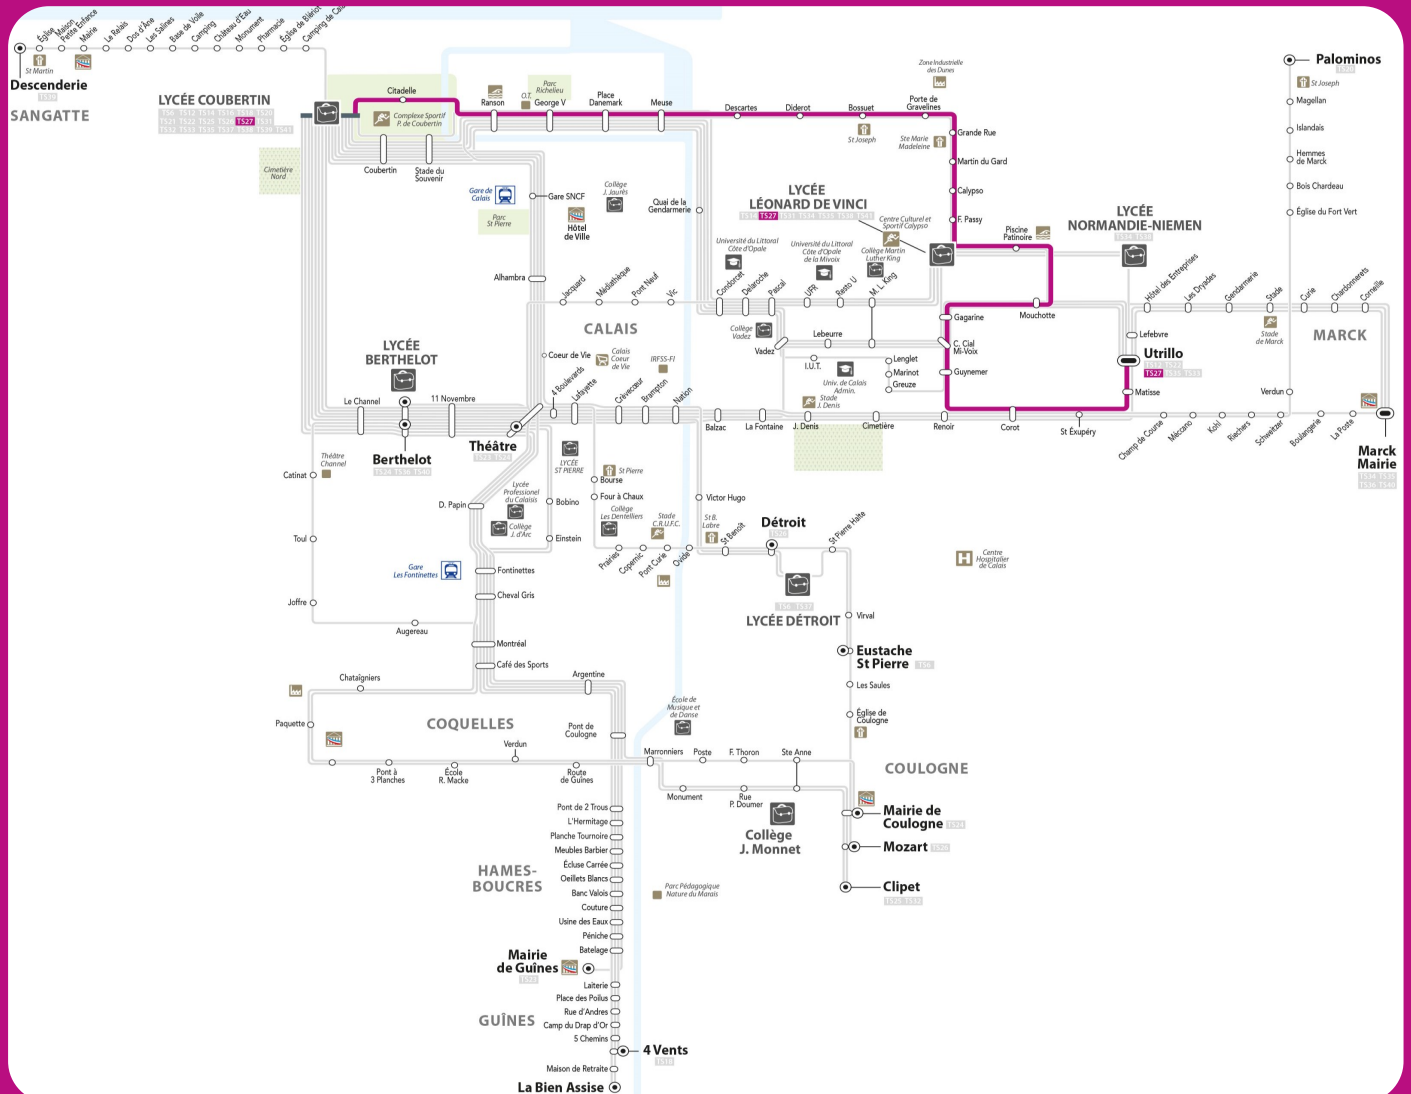 Église
Maison
Petite Enfance
Mairie
Le Relais
Dos d'Âne
Les Salines
Base de Voile
Camping
Château d'Eau
Monument
Pharmacie
Église de Blériot
St Martin
Descenderie
SANGATTE
LYCÉE COUBERTIN
TS27
Citadelle
Complexe Sportif
P. de Coubertin
Cimetière
Nord
Coubertin
Stade du
Souvenir
Ranson
O.T.
George V
Parc
Richelieu
Place
Danemark
Meuse
Descartes
Diderot
Bossuet
St Joseph
Porte de
Gravelines
Zone Industrielle
des Dunes
Ste Marie
Madeleine
Grande Rue
Martin du Gard
Calypso
F. Passy
Palominos
St Joseph
Magellan
Islandais
Hemmes
de Marck
Bois Chardeau
Église du Fort Vert
Gare de
Calais
Gare SNCF
Parc
St Pierre
Collège
J. Jaurès
Hôtel
de Ville
Quai de la
Gendarmerie
LYCÉE
LÉONARD DE VINCI
TS27
Centre Culturel et
Sportif Calypso
Collège Martin
Luther King
Université du Littoral
Côte d'Opale
Université du Littoral
Côte d'Opale
de la Mivoix
Piscine
Patinoire
LYCÉE
NORMANDIE-NIEMEN
Alhambra
Jacquard
Médiathèque
Pont Neuf
Vic
Condorcet
Delaroche
Pascal
UFR
Resto U
M. L. King
Mouchotte
Hôtel des Entreprises
Les Dryades
Gendarmerie
Stade
Curie
Chardonnerets
Corneille
Stade
de Marck
MARCK
CALAIS
Collège
Vadez
Vadez
Lebeurre
Gagarine
C. Cial
Mi-Voix
Guynemer
I.U.T.
Univ. de Calais
Admin.
Lenglet
Marinot
Greuze
Lefebvre
Utrillo
TS27
Matisse
LYCÉE
BERTHELOT
Coeur de Vie
Calais
Coeur
de Vie
IRFSS-FI
4 Boulevards
Lafayette
Crèvecœur
Brampton
Nation
Stade
J. Denis
Verdun
Le Channel
11 Novembre
Berthelot
Théâtre
Balzac
La Fontaine
J. Denis
Cimetière
Renoir
Corot
St Exupéry
Champ de Course
Méccano
Kohl
Riechers
Schweitzer
Boulangerie
La Poste
Marck
Mairie
Théâtre
Channel
Catinat
Toul
Joffre
Augereau
LYCÉE
ST PIERRE
Lycée
Professionel
du Calaisis
Collège
J. d'Arc
D. Papin
Bobino
Einstein
St Pierre
Bourse
Four à Chaux
Collège
Les Dentelliers
Stade
C.R.U.F.C.
St B.
Labre
Victor Hugo
Prairies
Copernic
Pont Curie
Ovide
St Benoît
Détroit
St Pierre Halte
LYCÉE DÉTROIT
Centre
Hospitalier
de Calais
Gare
Les Fontinettes
Fontinettes
Cheval Gris
Montréal
Café des Sports
Virval
Eustache
St Pierre
Les Saules
Église de
Coulogne
Chataîgniers
Paquette
COQUELLES
Argentine
Pont de
Coulogne
École de
Musique et
de Danse
Pont à
3 Planches
École
R. Macke
Verdun
Route
de Guînes
Marronniers
Poste
F. Thoron
Ste Anne
COULOGNE
Monument
Rue
P. Doumer
Collège
J. Monnet
Mairie de
Coulogne
Mozart
Clipet
Pont de 2 Trous
L'Hermitage
Planche Tournoire
Meubles Barbier
Écluse Carrée
Oeillets Blancs
Banc Valois
Couture
Usine des Eaux
Péniche
Batelage
HAMES-
BOUCRES
Parc Pédagogique
Nature du Marais
Mairie
de Guînes
Laiterie
Place des Poilus
Rue d'Andres
Camp du Drap d'Or
5 Chemins
GUÎNES
4 Vents
Maison de Retraite
La Bien Assise